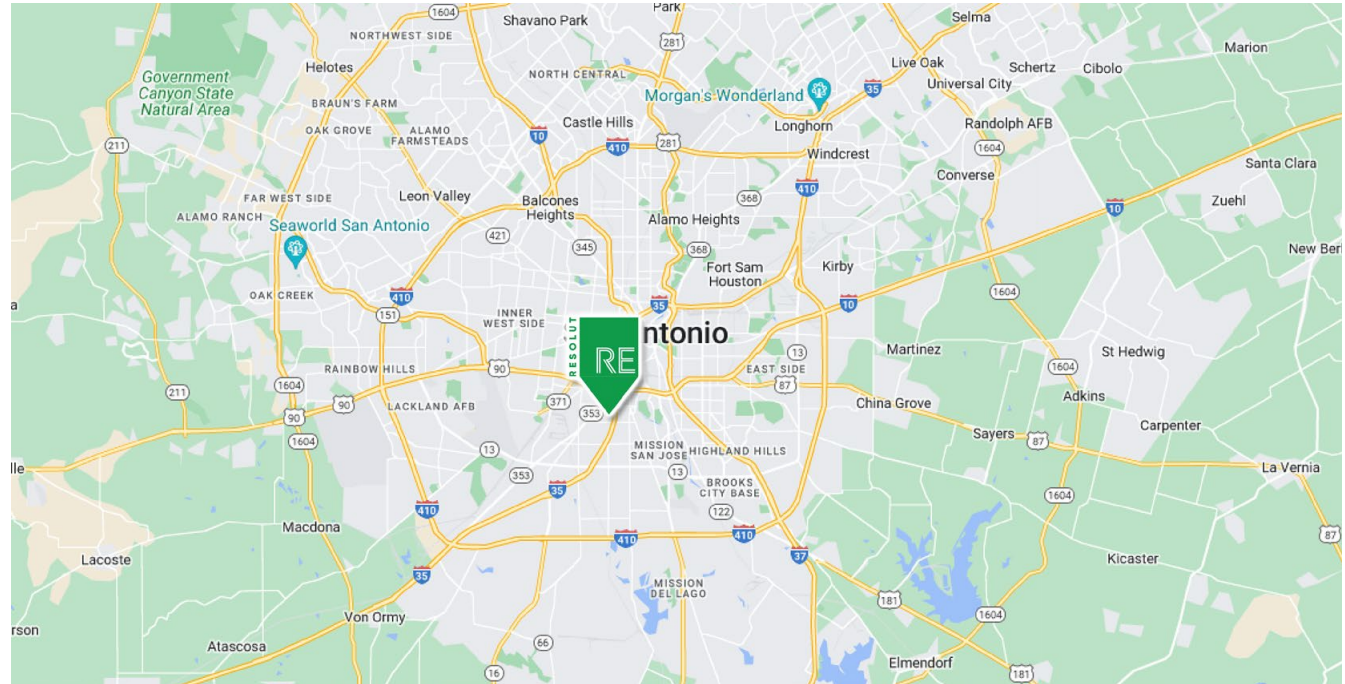 1604
Shavano Park
Park
Selma
NORTHWEST SIDE
281
Marion
Helotes
Live Oak
Schertz
Cibolo
Government
Canyon State
Natural Area
NORTH CENTRAL
Universal City
35
BRAUN'S FARM
Morgan's Wonderland
OAK GROVE
ALAMO
FARMSTEADS
10
Castle Hills
Longhorn
Randolph AFB
211
410
281
1604
Windcrest
Santa Clara
Converse
410
FAR WEST SIDE
Leon Valley
Balcones
Heights
368
Zuehl
10
ALAMO RANCH
Alamo Heights
Seaworld San Antonio
421
345
368
New Berl
Fort Sam
Houston
Kirby
OAK CREEK
410
1604
a
35
10
151
INNER
WEST SIDE
RESOLUT
RE
ntonio
13
Martinez
St Hedwig
RAINBOW HILLS
90
EAST SIDE
1604
1604
87
211
90
LACKLAND AFB
371
China Grove
Adkins
90
353
Carpenter
1604
Sayers
87
13
MISSION
SAN JOSE
HIGHLAND HILLS
lle
353
13
La Vernia
35
BROOKS
CITY BASE
1604
410
122
Macdona
410
410
87
37
Lacoste
Kicaster
35
MISSION
DEL LAGO
181
Von Ormy
1604
rson
66
Atascosa
Elmendorf
16
181